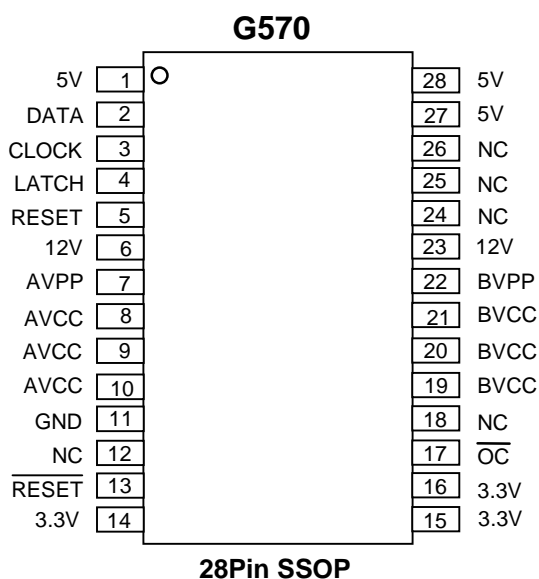 G570
5V 1 28 5V
DATA 2 27 5V
CLOCK 3 26 NC
LATCH 4 25 NC
RESET 5 24 NC
12V 6 23 12V
AVPP 7 22 BVPP
AVCC 8 21 BVCC
AVCC 9 20 BVCC
AVCC 10 19 BVCC
GND 11 18 NC
NC 12 17 OC
RESET 13 16 3.3V
3.3V 14 15 3.3V
28Pin SSOP